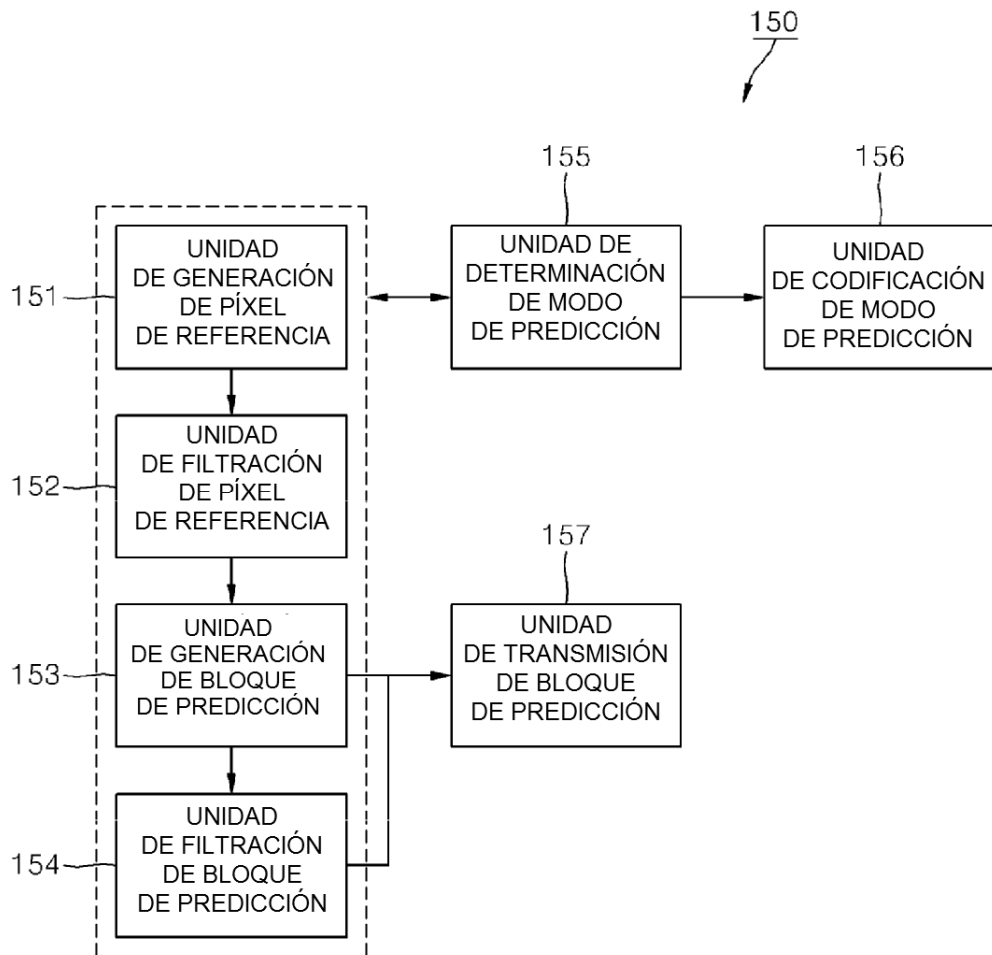 150
155
156
UNIDAD
DE GENERACIÓN
DE PÍXEL
DE REFERENCIA
151
UNIDAD DE
DETERMINACIÓN
DE MODO
DE PREDICCIÓN
UNIDAD
DE CODIFICACIÓN
DE MODO
DE PREDICCIÓN
UNIDAD
DE FILTRACIÓN
DE PÍXEL
DE REFERENCIA
152
157
UNIDAD
DE GENERACIÓN
DE BLOQUE
DE PREDICCIÓN
153
UNIDAD
DE TRANSMISIÓN
DE BLOQUE
DE PREDICCIÓN
UNIDAD
DE FILTRACIÓN
DE BLOQUE
DE PREDICCIÓN
154